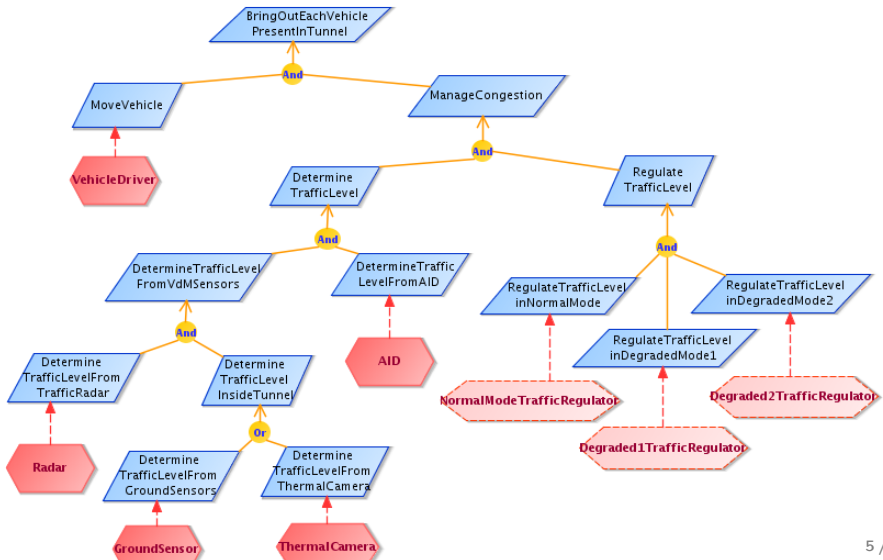 BringOutEachVehicle
PresentInTunnel
And
MoveVehicle
ManageCongestion
VehicleDriver
And
Determine
TrafficLevel
Regulate
TrafficLevel
And
And
DetermineTrafficLevel
FromVdMSensors
DetermineTraffic
LevelFromAID
RegulateTrafficLevel
inNormalMode
RegulateTrafficLevel
inDegradedMode2
And
RegulateTrafficLevel
inDegradedMode1
Determine
TrafficLevelFrom
TrafficRadar
Determine
TrafficLevel
InsideTunnel
AID
NormalModeTrafficRegulator
Degraded2TrafficRegulator
Or
Degraded1TrafficRegulator
Radar
Determine
TrafficLevelFrom
GroundSensors
Determine
TrafficLevelFrom
ThermalCamera
GroundSensor
ThermalCamera
5 /